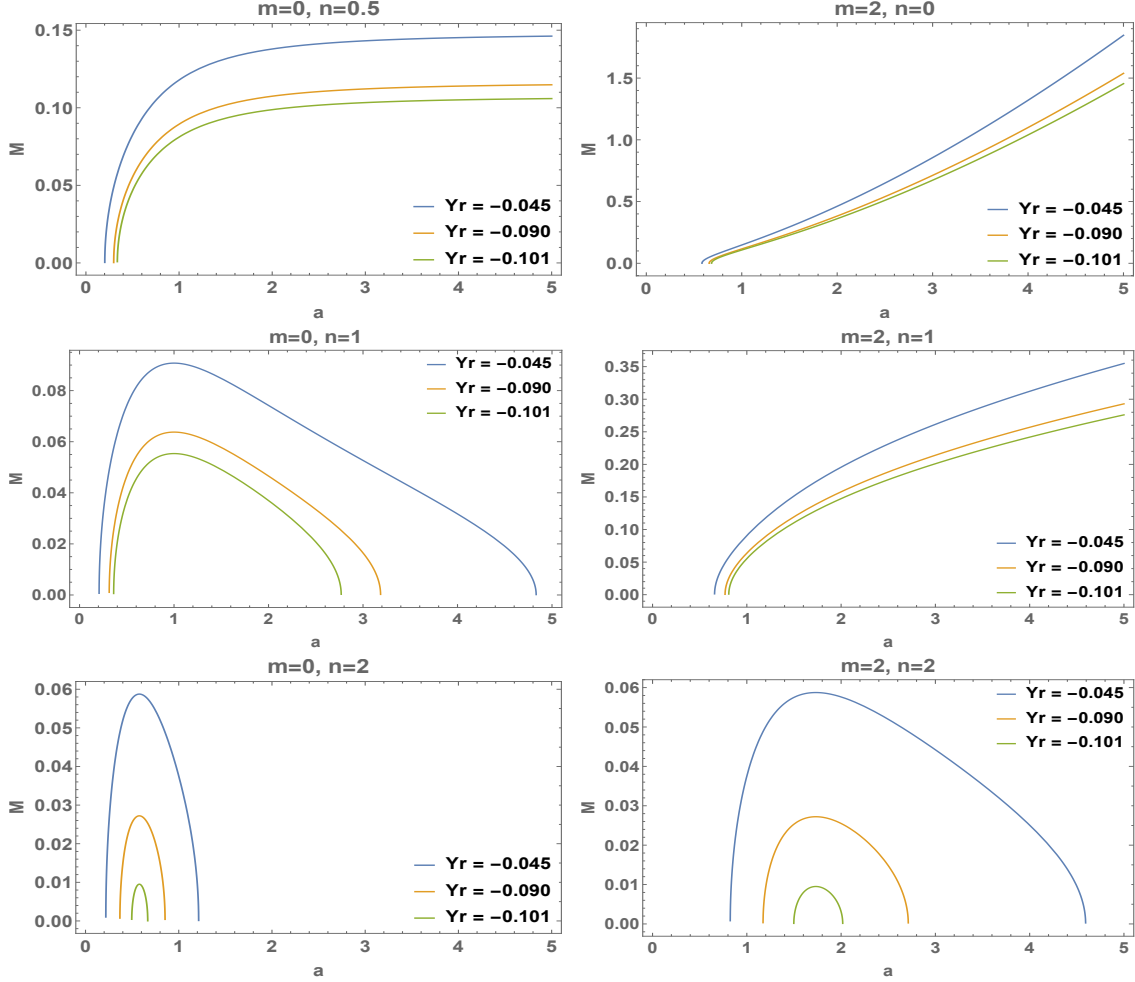 m=0, n=0.5
M
0.15
0.10
0.05
0.00
Yr = −0.045
Yr = −0.090
Yr = −0.101
0 1 2 3 4 5
a
m=2, n=0
M
1.5
1.0
0.5
0.0
Yr = −0.045
Yr = −0.090
Yr = −0.101
0 1 2 3 4 5
a
m=0, n=1
M
0.08
0.06
0.04
0.02
0.00
Yr = −0.045
Yr = −0.090
Yr = −0.101
0 1 2 3 4 5
a
m=2, n=1
M
0.35
0.30
0.25
0.20
0.15
0.10
0.05
0.00
Yr = −0.045
Yr = −0.090
Yr = −0.101
0 1 2 3 4 5
a
m=0, n=2
M
0.06
0.05
0.04
0.03
0.02
0.01
0.00
Yr = −0.045
Yr = −0.090
Yr = −0.101
0 1 2 3 4 5
a
m=2, n=2
M
0.06
0.05
0.04
0.03
0.02
0.01
0.00
Yr = −0.045
Yr = −0.090
Yr = −0.101
0 1 2 3 4 5
a